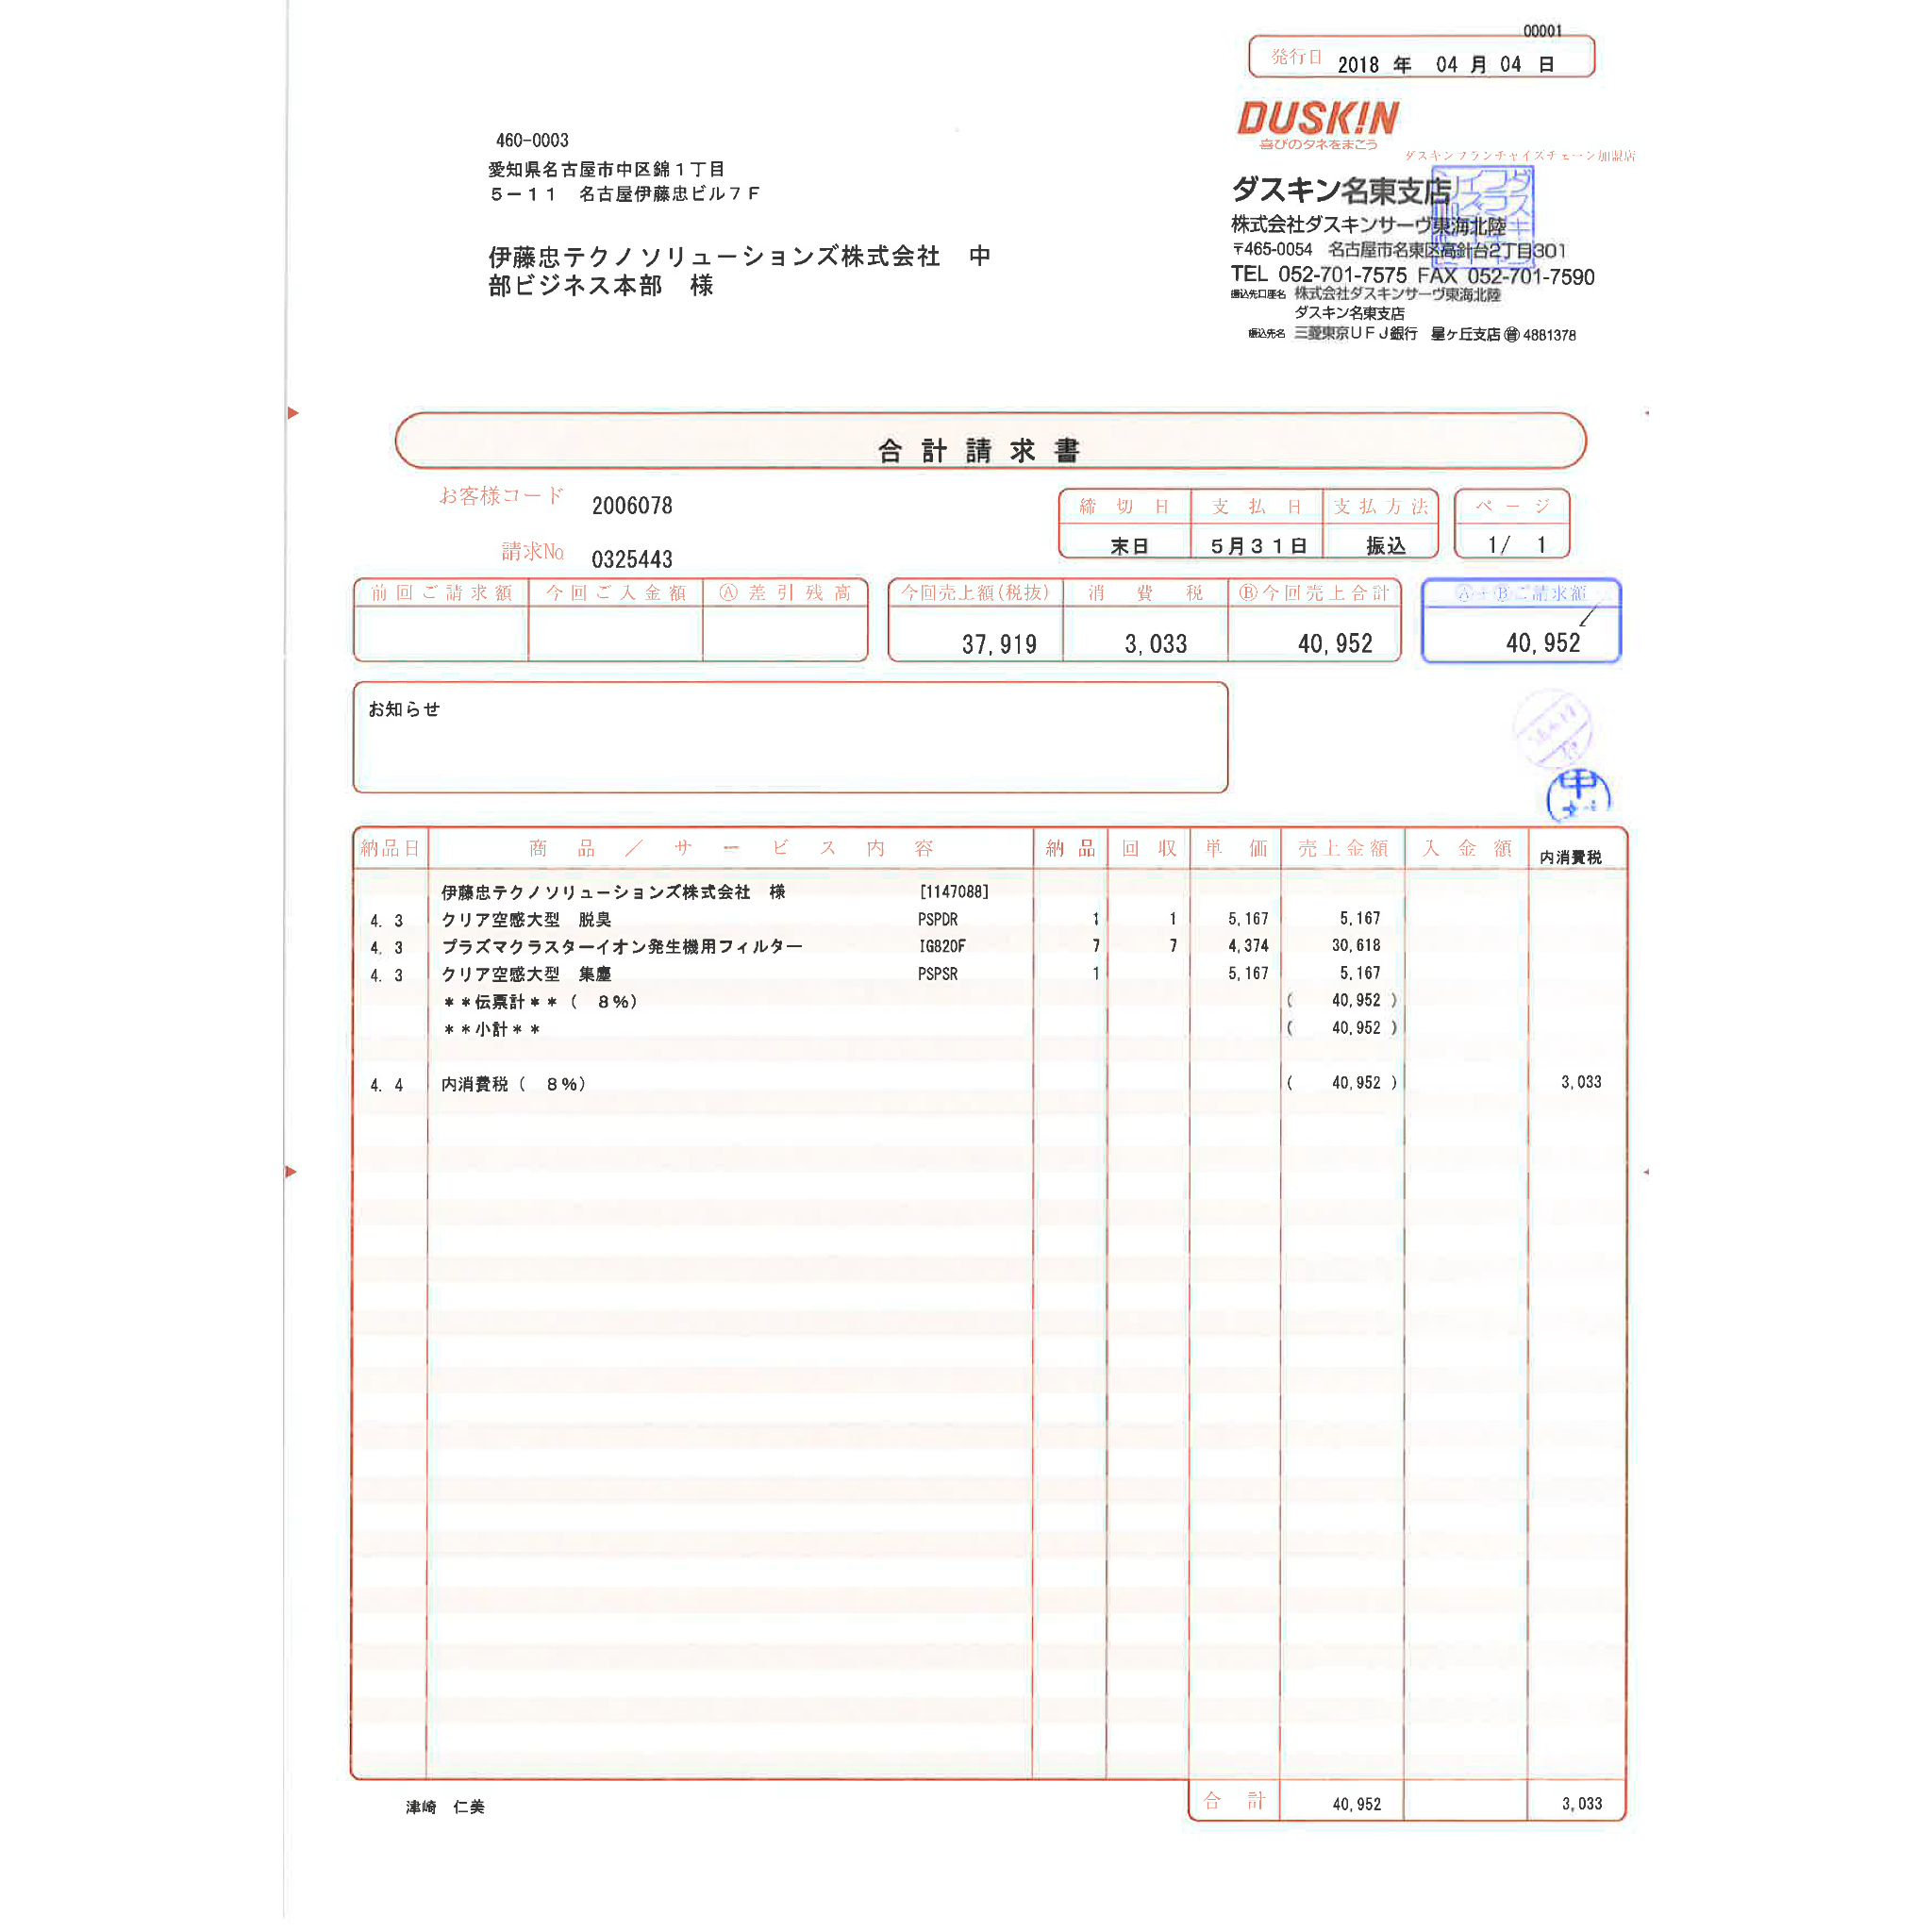 00001
発行日 2018 年 04 月 04 日
DUSK!N
喜びのタネをまこう
ダスキンフランチャイズチェーン加盟店
460-0003
愛知県名古屋市中区錦１丁目
５－１１ 名古屋伊藤忠ビル７Ｆ
伊藤忠テクノソリューションズ株式会社 中
部ビジネス本部 様
ダスキン名東支店
株式会社ダスキンサーヴ東海北陸
〒465-0054 名古屋市名東区高針台2丁目301
TEL 052-701-7575 FAX 052-701-7590
振込先口座名 株式会社ダスキンサーヴ東海北陸
ダスキン名東支店
振込先名 三菱東京ＵＦＪ銀行 星ヶ丘支店 ㊪ 4881378
合計請求書
お客様コード 2006078
請求No. 0325443
締切日 支払日 支払方法 ページ
末日 ５月３１日 振込 1/ 1
前回ご請求額 今回ご入金額 Ⓐ差引残高 今回売上額(税抜) 消費税 Ⓑ今回売上合計 Ⓐ+Ⓑご請求額
37,919 3,033 40,952 40,952
お知らせ
納品日 商品／サービス内容 納品 回収 単価 売上金額 入金額 内消費税
伊藤忠テクノソリューションズ株式会社 様 [1147088]
4. 3 クリア空感大型 脱臭 PSPDR 1 1 5,167 5,167
4. 3 プラズマクラスターイオン発生機用フィルター IG820F 7 7 4,374 30,618
4. 3 クリア空感大型 集塵 PSPSR 1 5,167 5,167
＊＊伝票計＊＊（ ８％） ( 40,952 )
＊＊小計＊＊ ( 40,952 )
4. 4 内消費税（ ８％） ( 40,952 ) 3,033
合計 40,952 3,033
津崎 仁美